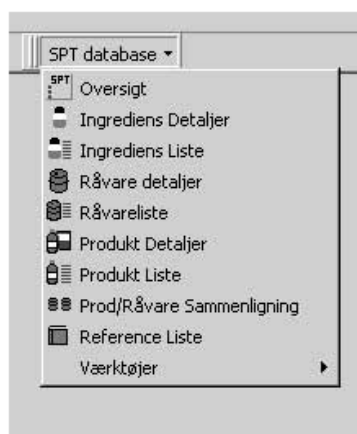 SPT database
SPT Oversigt
Ingrediens Detaljer
Ingrediens Liste
Råvare detaljer
Råvareliste
Produkt Detaljer
Produkt Liste
Prod/Råvare Sammenligning
Reference Liste
Værktøjer